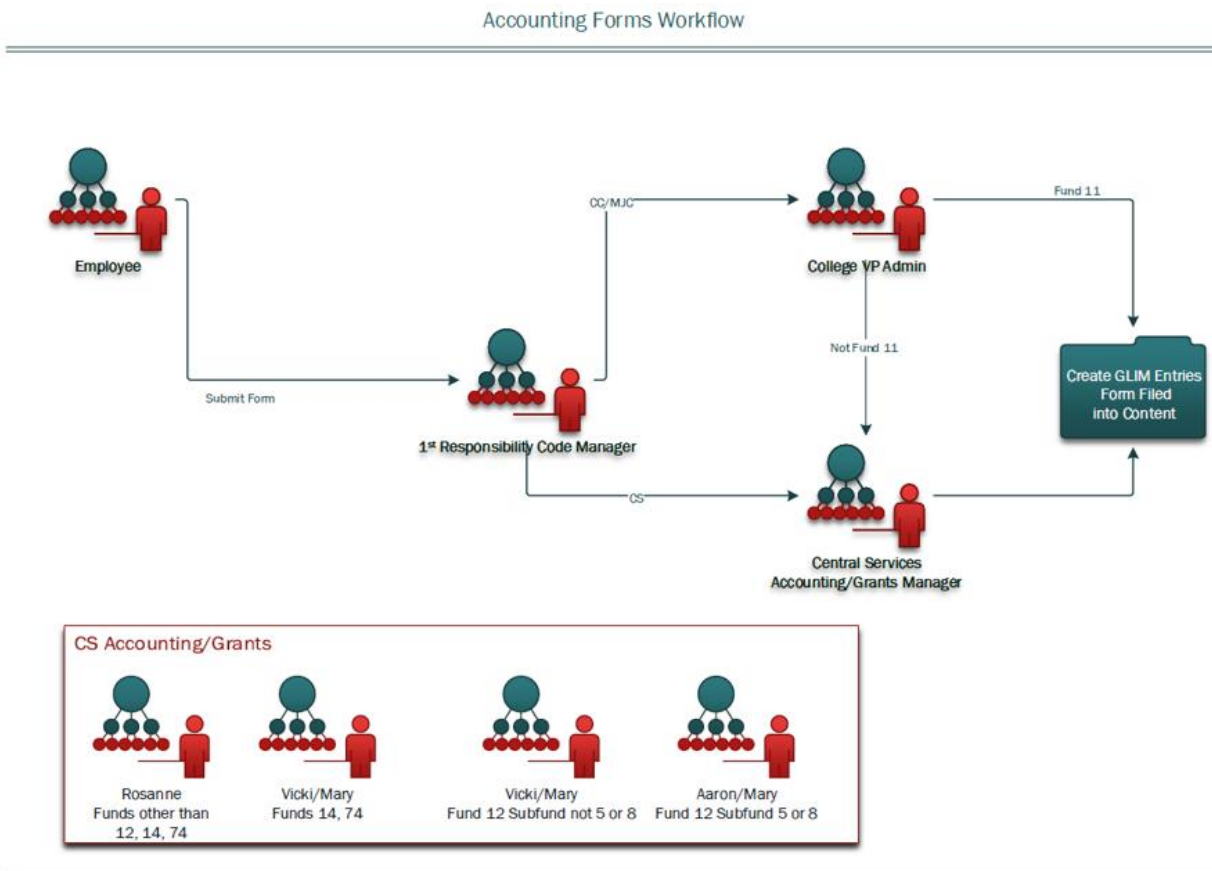 Accounting Forms Workflow
CC/MJC
Fund 11
Employee
College VP Admin
Not Fund 11
Submit Form
Create GLIM Entries
Form Filed
into Content
1st Responsibility Code Manager
CS
Central Services
Accounting/Grants Manager
CS Accounting/Grants
Rosanne
Funds other than
12, 14, 74
Vicki/Mary
Funds 14, 74
Vicki/Mary
Fund 12 Subfund not 5 or 8
Aaron/Mary
Fund 12 Subfund 5 or 8